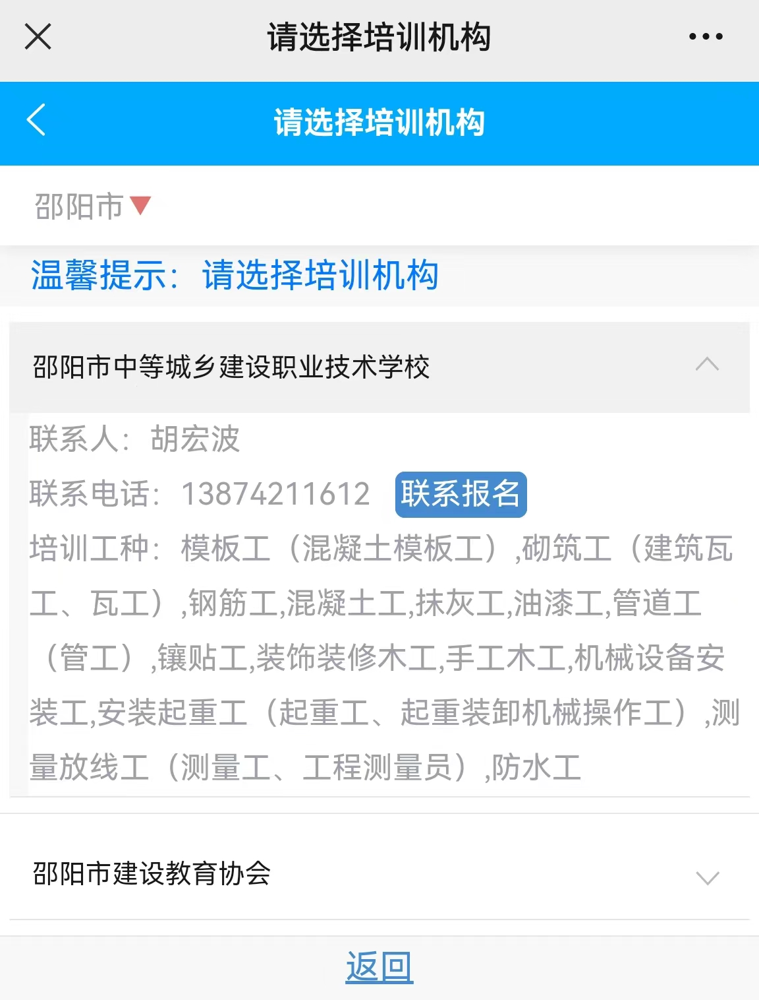 请选择培训机构
请选择培训机构
邵阳市
温馨提示：请选择培训机构
邵阳市中等城乡建设职业技术学校
联系人：胡宏波
联系电话：13874211612 联系报名
培训工种：模板工（混凝土模板工）,砌筑工（建筑瓦
工、瓦工）,钢筋工,混凝土工,抹灰工,油漆工,管道工
（管工）,镶贴工,装饰装修木工,手工木工,机械设备安
装工,安装起重工（起重工、起重装卸机械操作工）,测
量放线工（测量工、工程测量员）,防水工
邵阳市建设教育协会
返回